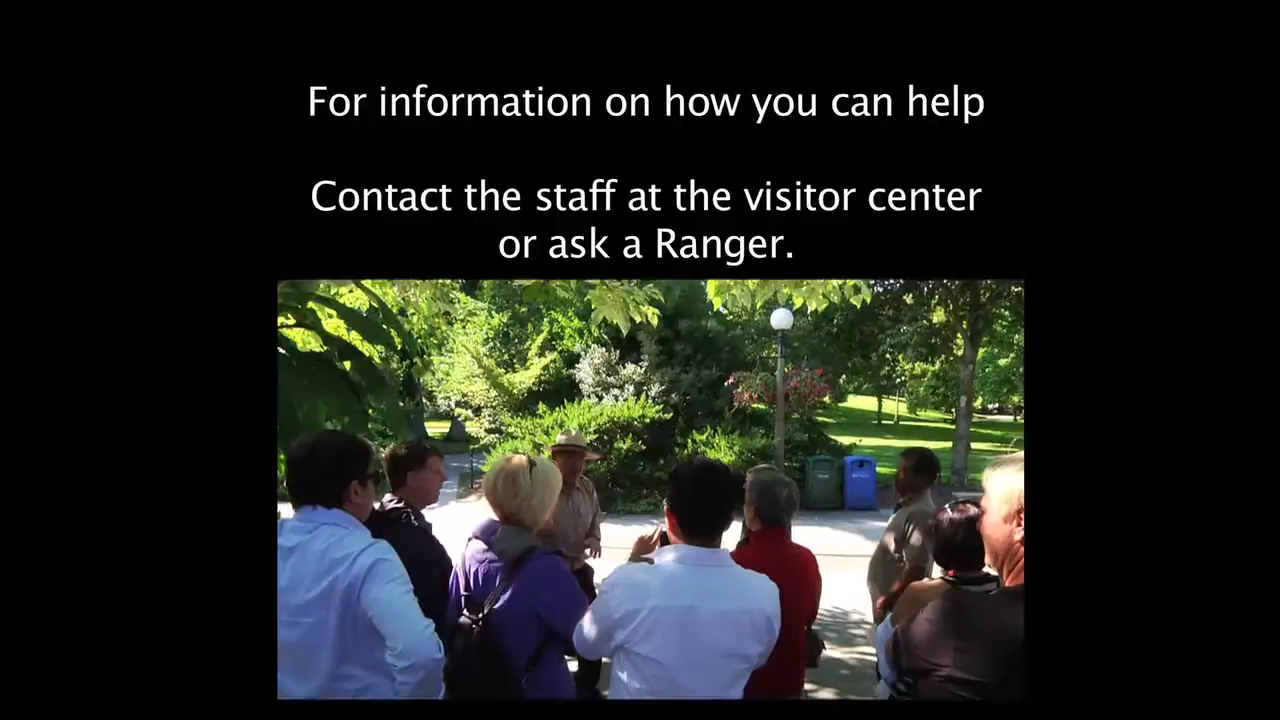 For information on how you can help
Contact the staff at the visitor center
or ask a Ranger.